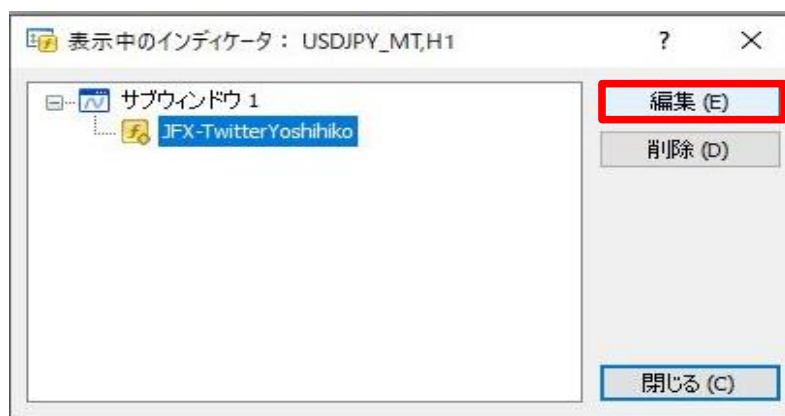 表示中のインディケータ： USDJPY_MT,H1
?
サブウィンドウ 1
JFX-TwitterYoshihiko
編集 (E)
削除 (D)
閉じる (C)